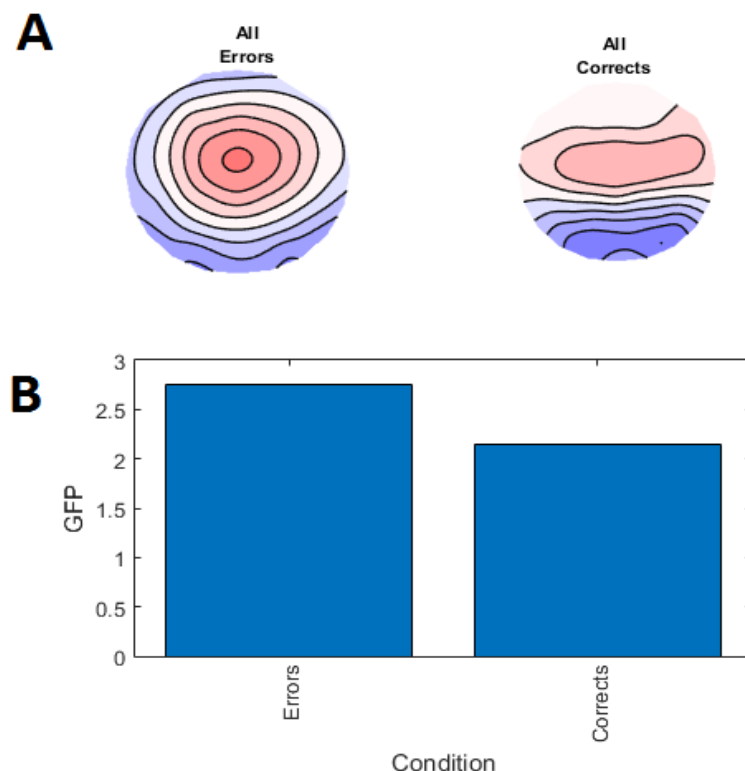 A
All
Errors
All
Corrects
B
3
2.5
2
1.5
1
0.5
0
GFP
Errors
Corrects
Condition